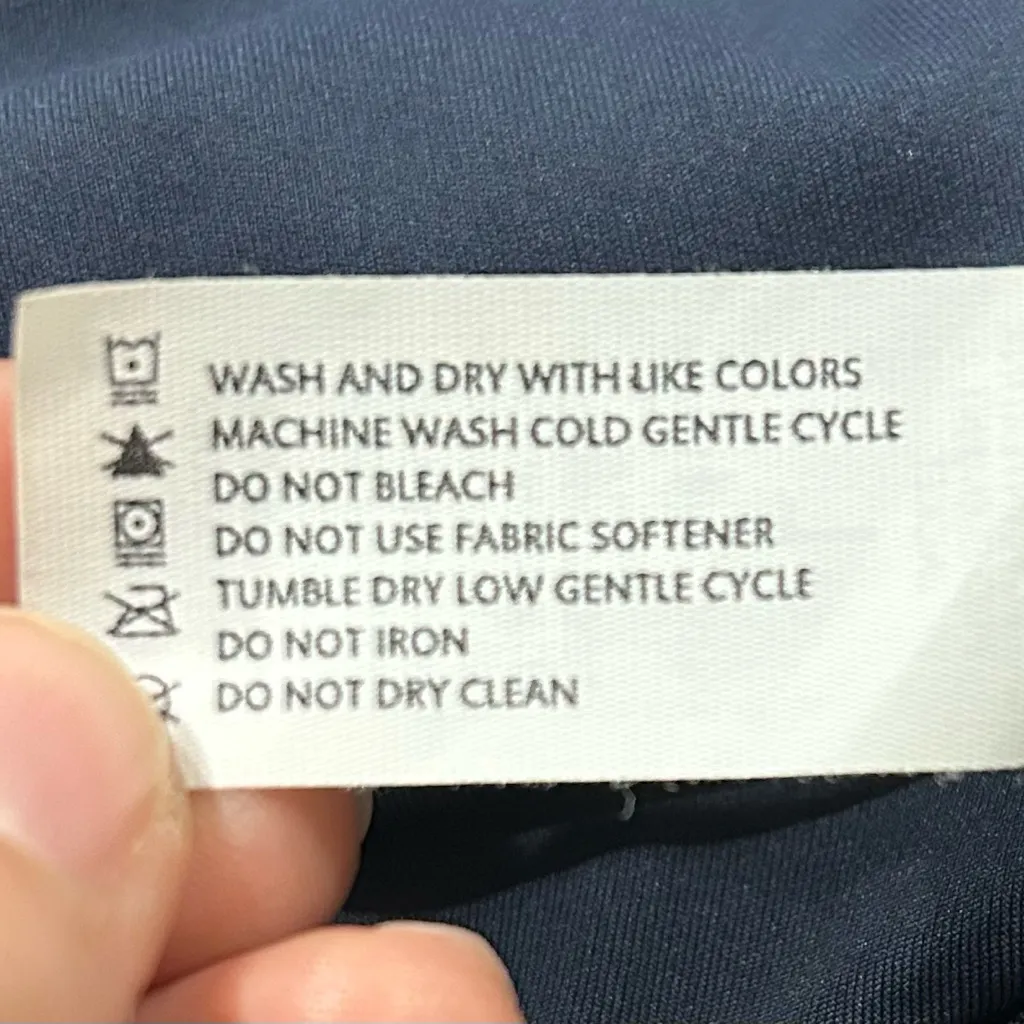 WASH AND DRY WITH LIKE COLORS
MACHINE WASH COLD GENTLE CYCLE
DO NOT BLEACH
DO NOT USE FABRIC SOFTENER
TUMBLE DRY LOW GENTLE CYCLE
DO NOT IRON
DO NOT DRY CLEAN